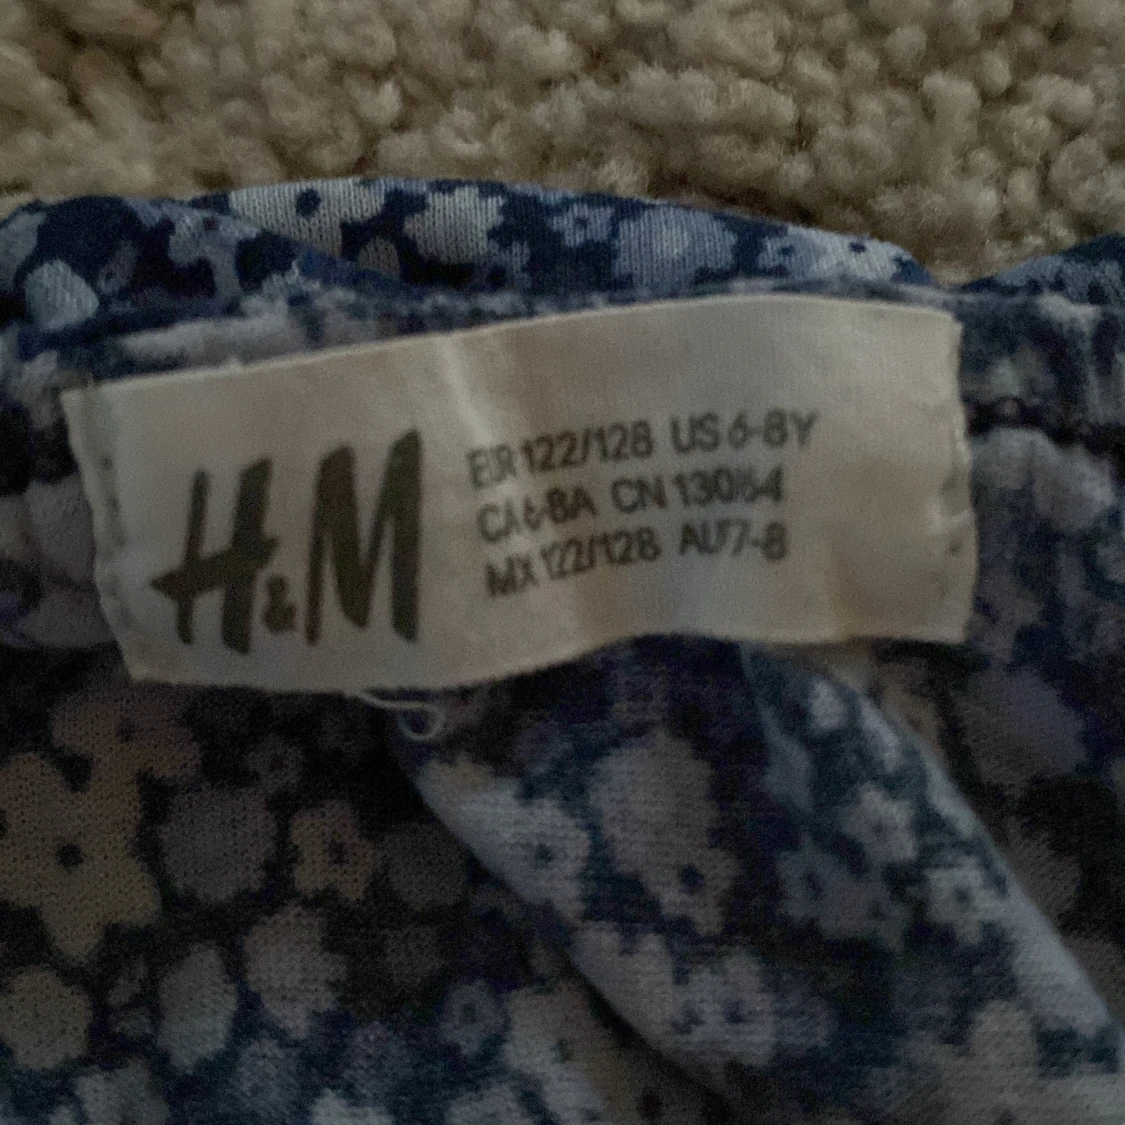 H&M
EUR 122/128 US 6-8Y
CA 6-8A CN 130/64
MX 122/128 AU 7-8